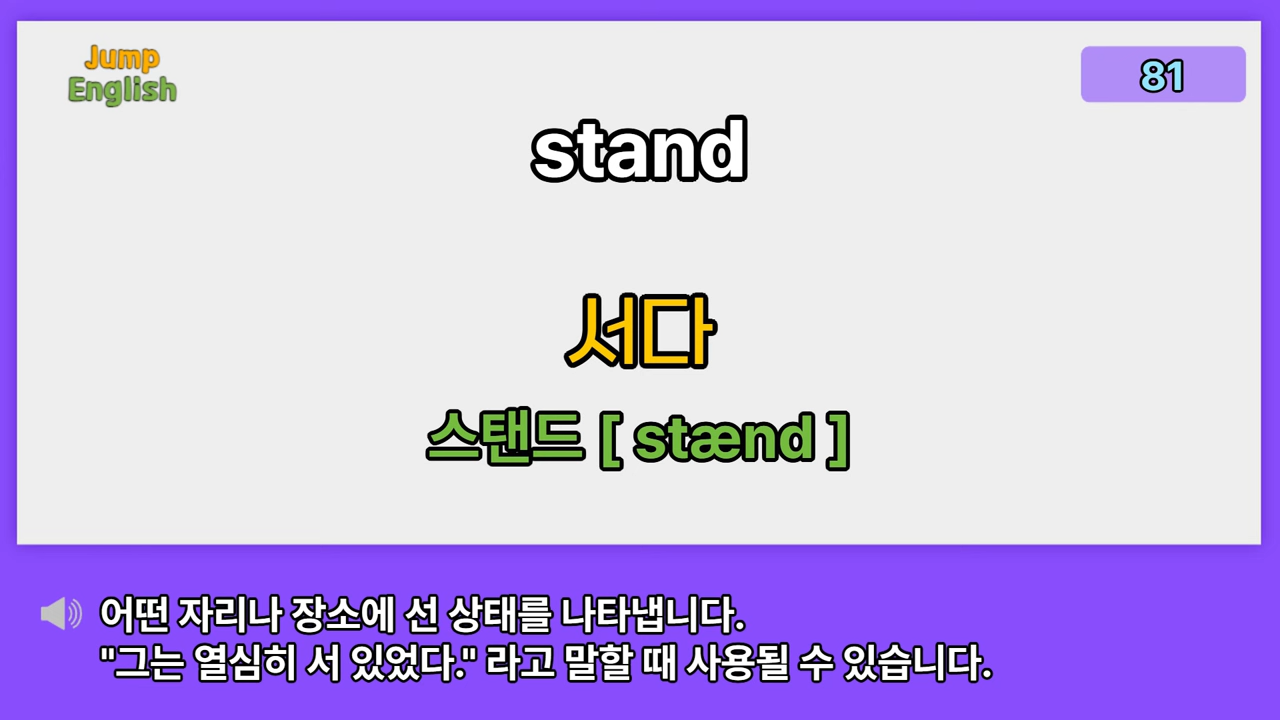 Jump
English
81
stand
서다
스탠드 [ stænd ]
어떤 자리나 장소에 선 상태를 나타냅니다.
"그는 열심히 서 있었다." 라고 말할 때 사용될 수 있습니다.